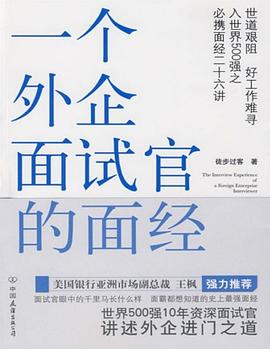 一个
外企
面试官
的面经
世道艰阻 好工作难寻
入世界500强之
必携面经二十六讲
徒步过客 著
The Interview Experience of
a Foreign Enterprise
Interviewer
美国银行亚洲市场副总裁 王枫 强力推荐
面试官眼中的千里马长什么样 面霸都想知道的史上最强面经
世界500强10年资深面试官
讲述外企进门之道
中国友谊出版公司